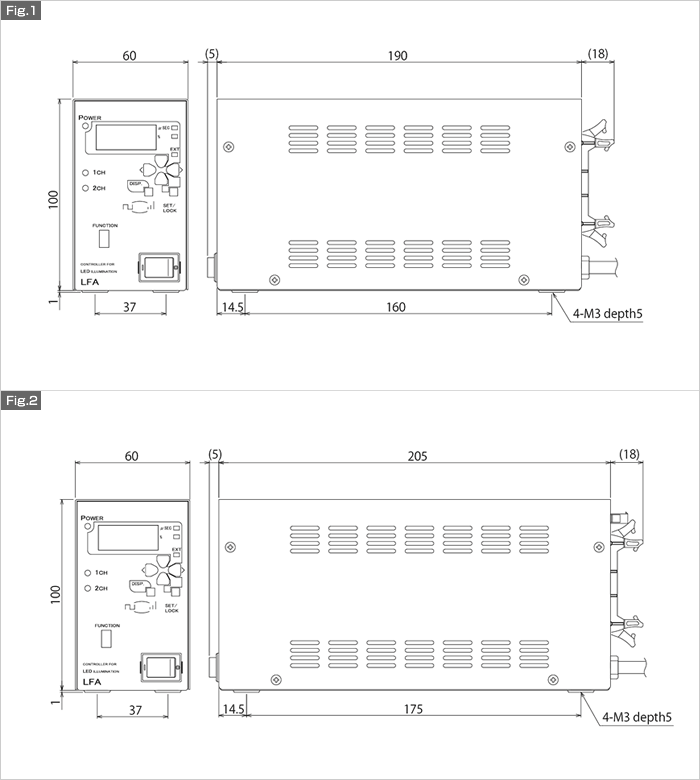 Fig.1
60
(5)
190
(18)
POWER
μ SEC
%
EXT
DISP.
1CH
2CH
SET/
LOCK
FUNCTION
CONTROLLER FOR
LED ILLUMINATION
LFA
100
1
37
14.5
160
4-M3 depth5
Fig.2
60
(5)
205
(18)
POWER
μ SEC
%
EXT
DISP.
1CH
2CH
SET/
LOCK
FUNCTION
CONTROLLER FOR
LED ILLUMINATION
LFA
100
1
37
14.5
175
4-M3 depth5